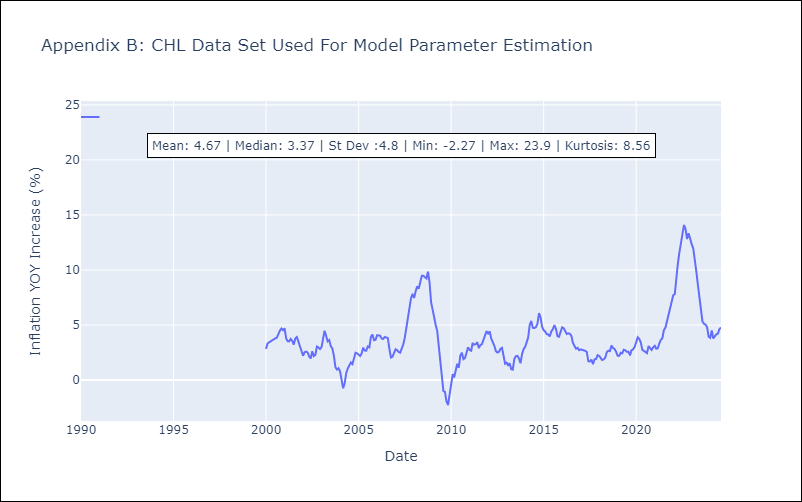 Appendix B: CHL Data Set Used For Model Parameter Estimation
25
Mean: 4.67 | Median: 3.37 | St Dev :4.8 | Min: -2.27 | Max: 23.9 | Kurtosis: 8.56
20
15
10
5
0
Inflation YOY Increase (%)
1990 1995 2000 2005 2010 2015 2020
Date